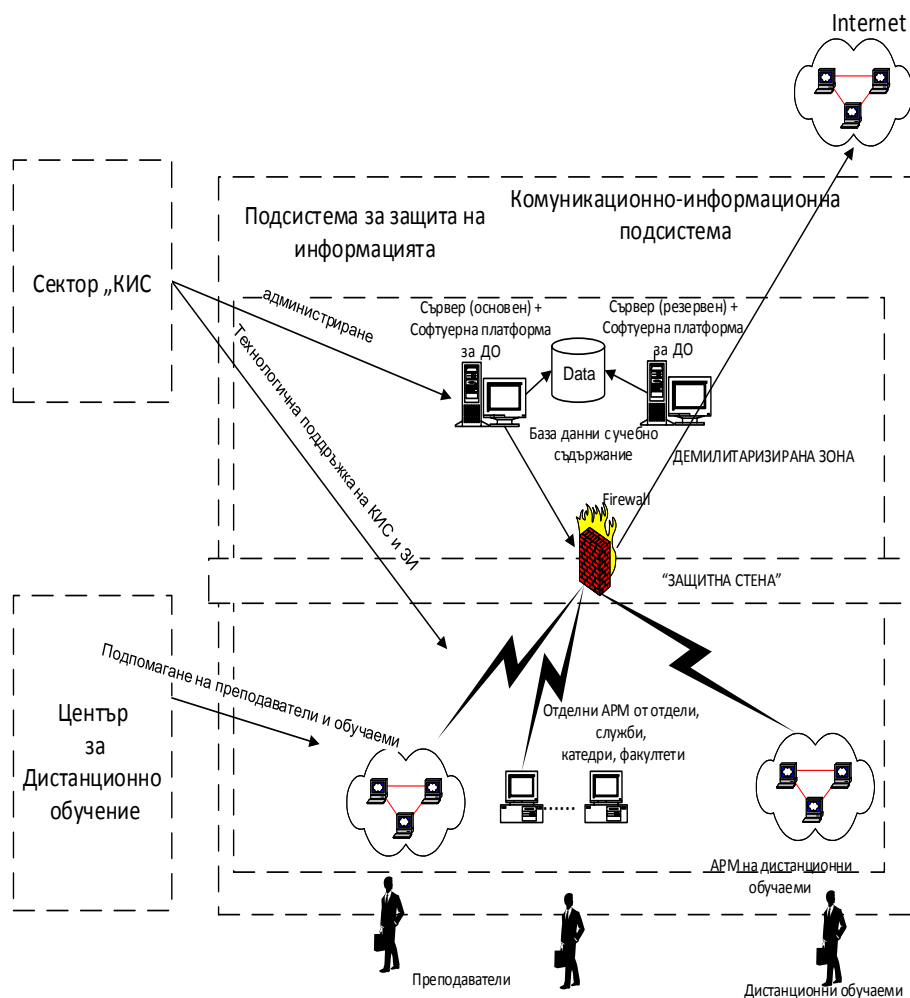 Internet
Комуникационно-информационна
подсистема
Подсистема за защита на
информацията
Сектор „КИС
администриране
Технологична поддръжка на КИС и ЗИ
Сървер (основен) +
Софтуерна платформа
за ДО
Сървер (резервен) +
Софтуерна платформа
за ДО
Data
База данни с учебно
съдържание
ДЕМИЛИТАРИЗИРАНА ЗОНА
Firewall
“ЗАЩИТНА СТЕНА”
Подпомагане на преподаватели и обучаеми
Център
за
Дистанционно
обучение
Отделни АРМ от отдели,
служби,
катедри, факултети
АРМ на дистанционни
обучаеми
Преподаватели
Дистанционни обучаеми